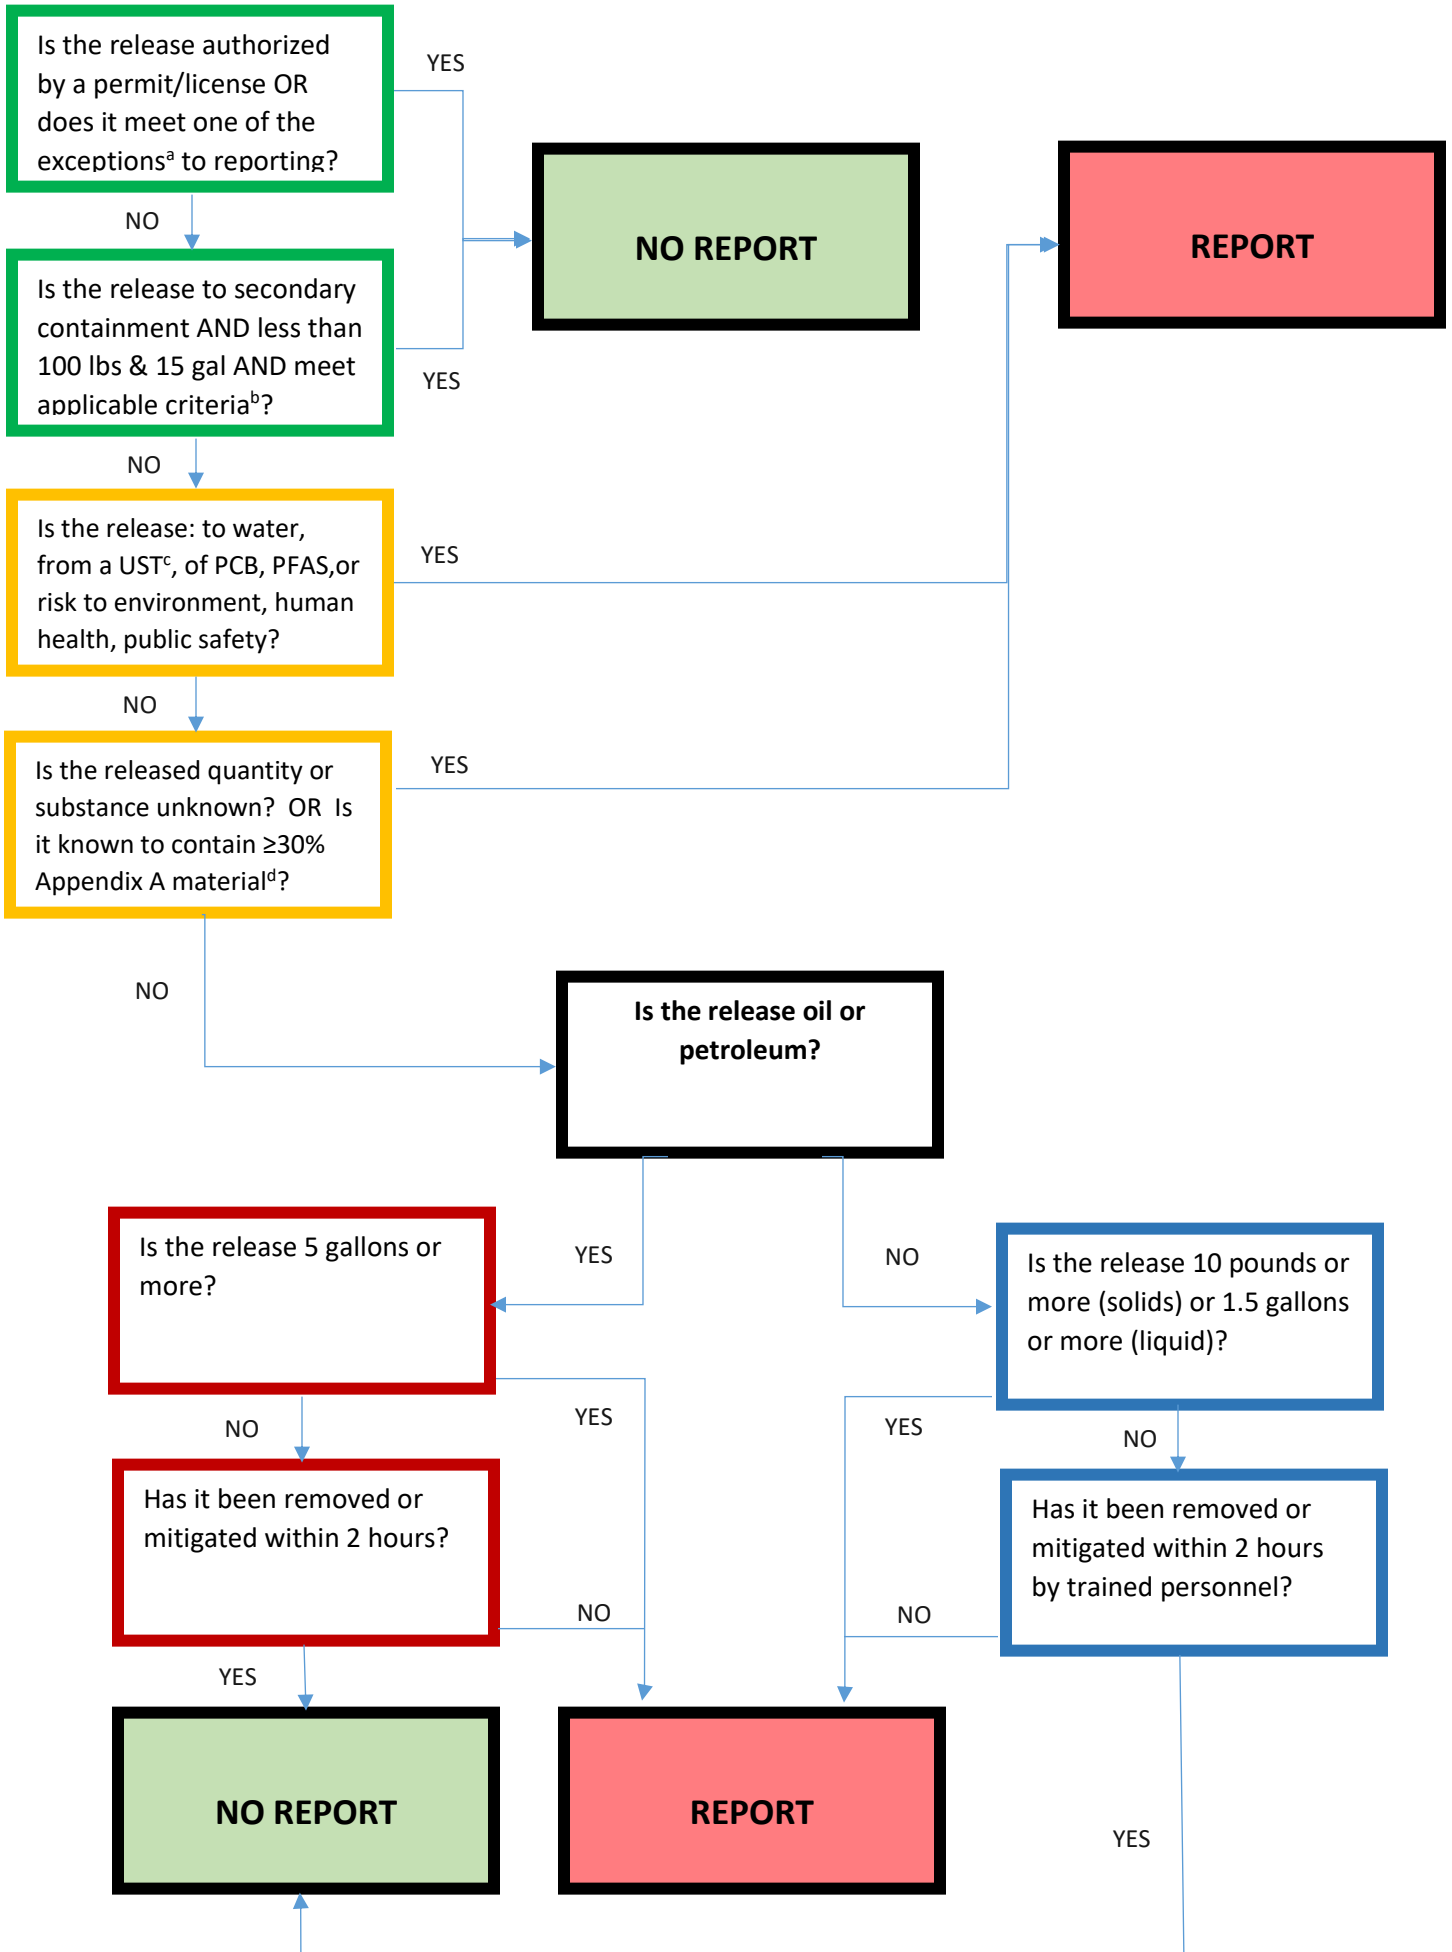 Is the release authorized
by a permit/license OR
does it meet one of the
exceptionsᵃ to reporting?
YES
NO
NO REPORT
REPORT
Is the release to secondary
containment AND less than
100 lbs & 15 gal AND meet
applicable criteriaᵇ?
YES
NO
Is the release: to water,
from a USTᶜ, of PCB, PFAS,or
risk to environment, human
health, public safety?
YES
NO
Is the released quantity or
substance unknown?  OR  Is
it known to contain ≥30%
Appendix A materialᵈ?
YES
NO
Is the release oil or
petroleum?
YES
NO
Is the release 5 gallons or
more?
Is the release 10 pounds or
more (solids) or 1.5 gallons
or more (liquid)?
NO
YES
YES
NO
Has it been removed or
mitigated within 2 hours?
Has it been removed or
mitigated within 2 hours
by trained personnel?
NO
NO
YES
NO REPORT
REPORT
YES